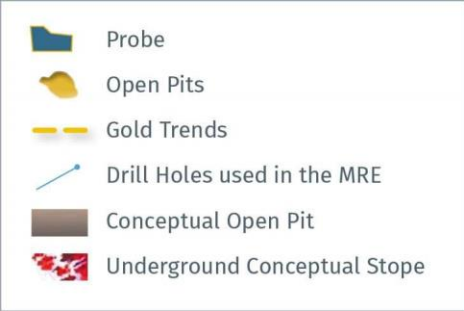 Probe
Open Pits
Gold Trends
Drill Holes used in the MRE
Conceptual Open Pit
Underground Conceptual Stope